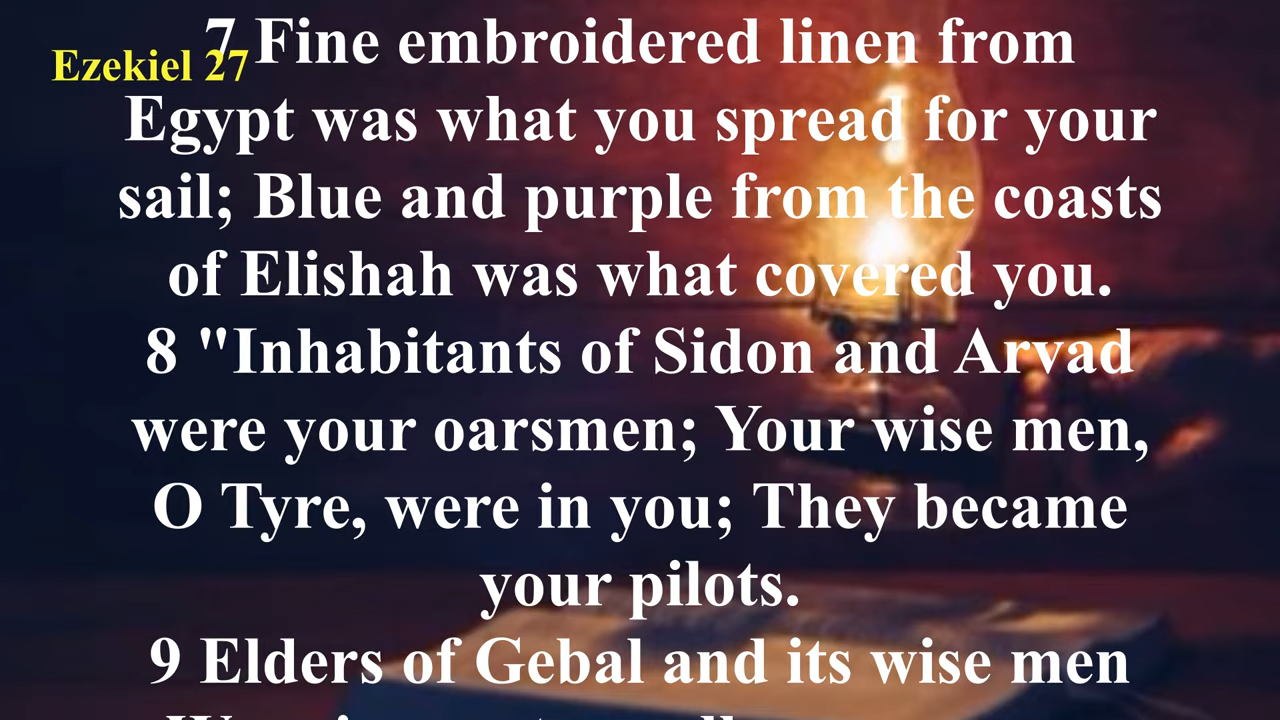 Ezekiel 27
7 Fine embroidered linen from
Egypt was what you spread for your
sail; Blue and purple from the coasts
of Elishah was what covered you.
8 "Inhabitants of Sidon and Arvad
were your oarsmen; Your wise men,
O Tyre, were in you; They became
your pilots.
9 Elders of Gebal and its wise men